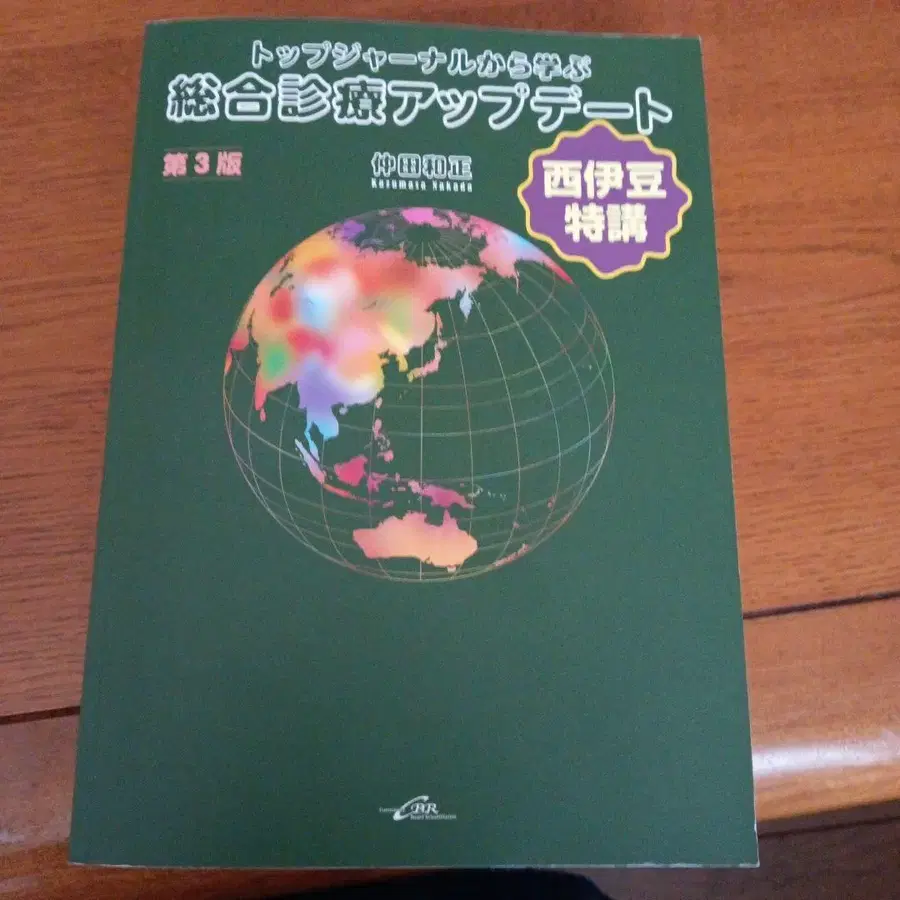 トップジャーナルから学ぶ
総合診療アップデート
第3版
仲田和正
Kazumasa Nakada
西伊豆
特講
CBR